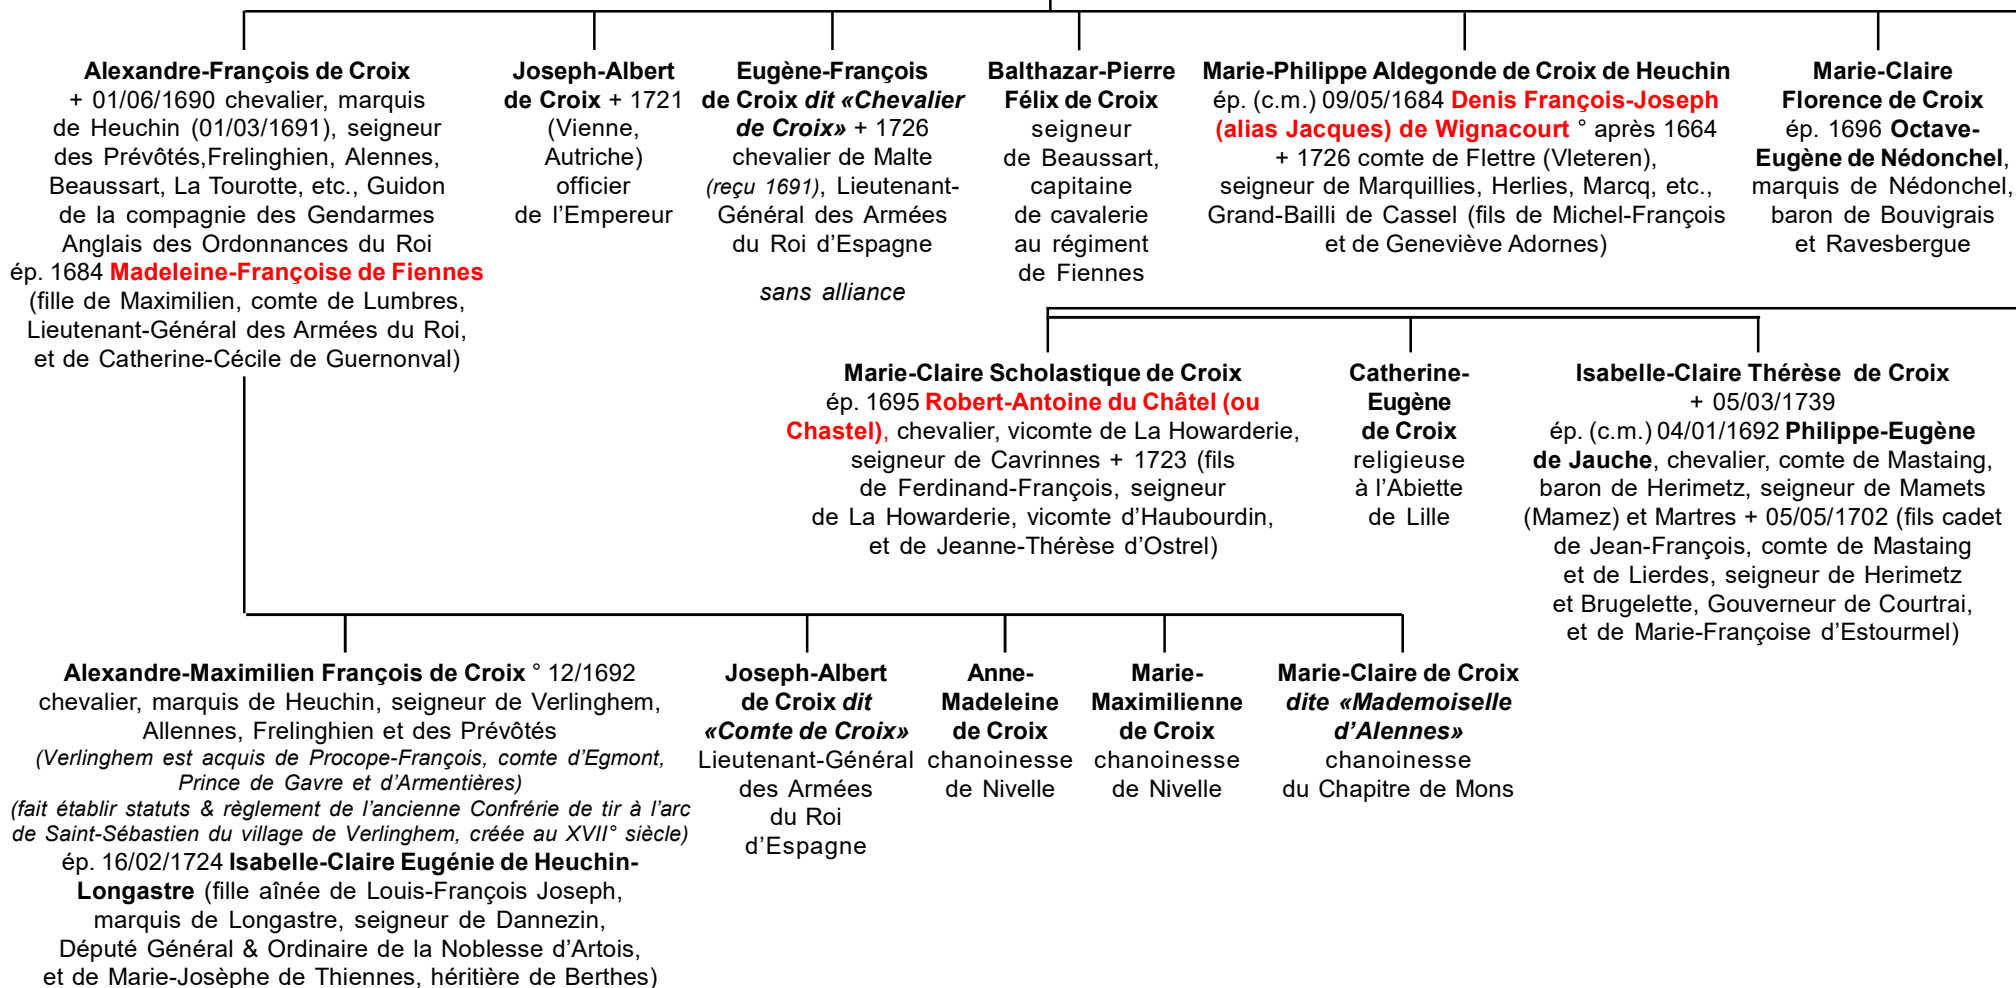 Alexandre-François de Croix
+ 01/06/1690 chevalier, marquis
de Heuchin (01/03/1691), seigneur
des Prévôtés,Frelinghien, Alennes,
Beaussart, La Tourotte, etc., Guidon
de la compagnie des Gendarmes
Anglais des Ordonnances du Roi
ép. 1684 Madeleine-Françoise de Fiennes
(fille de Maximilien, comte de Lumbres,
Lieutenant-Général des Armées du Roi,
et de Catherine-Cécile de Guernonval)
Joseph-Albert
de Croix + 1721
(Vienne,
Autriche)
officier
de l’Empereur
Eugène-François
de Croix dit «Chevalier
de Croix» + 1726
chevalier de Malte
(reçu 1691), Lieutenant-
Général des Armées
du Roi d’Espagne
sans alliance
Balthazar-Pierre
Félix de Croix
seigneur
de Beaussart,
capitaine
de cavalerie
au régiment
de Fiennes
Marie-Philippe Aldegonde de Croix de Heuchin
ép. (c.m.) 09/05/1684 Denis François-Joseph
(alias Jacques) de Wignacourt ° après 1664
+ 1726 comte de Flettre (Vleteren),
seigneur de Marquillies, Herlies, Marcq, etc.,
Grand-Bailli de Cassel (fils de Michel-François
et de Geneviève Adornes)
Marie-Claire
Florence de Croix
ép. 1696 Octave-
Eugène de Nédonchel,
marquis de Nédonchel,
baron de Bouvigrais
et Ravesbergue
Marie-Claire Scholastique de Croix
ép. 1695 Robert-Antoine du Châtel (ou
Chastel), chevalier, vicomte de La Howarderie,
seigneur de Cavrinnes + 1723 (fils
de Ferdinand-François, seigneur
de La Howarderie, vicomte d’Haubourdin,
et de Jeanne-Thérèse d’Ostrel)
Catherine-
Eugène
de Croix
religieuse
à l’Abiette
de Lille
Isabelle-Claire Thérèse de Croix
+ 05/03/1739
ép. (c.m.) 04/01/1692 Philippe-Eugène
de Jauche, chevalier, comte de Mastaing,
baron de Herimetz, seigneur de Mamets
(Mamez) et Martres + 05/05/1702 (fils cadet
de Jean-François, comte de Mastaing
et de Lierdes, seigneur de Herimetz
et Brugelette, Gouverneur de Courtrai,
et de Marie-Françoise d’Estourmel)
Alexandre-Maximilien François de Croix ° 12/1692
chevalier, marquis de Heuchin, seigneur de Verlinghem,
Allennes, Frelinghien et des Prévôtés
(Verlinghem est acquis de Procope-François, comte d’Egmont,
Prince de Gavre et d’Armentières)
(fait établir statuts & règlement de l’ancienne Confrérie de tir à l’arc
de Saint-Sébastien du village de Verlinghem, créée au XVII° siècle)
ép. 16/02/1724 Isabelle-Claire Eugénie de Heuchin-
Longastre (fille aînée de Louis-François Joseph,
marquis de Longastre, seigneur de Dannezin,
Député Général & Ordinaire de la Noblesse d’Artois,
et de Marie-Josèphe de Thiennes, héritière de Berthes)
Joseph-Albert
de Croix dit
«Comte de Croix»
Lieutenant-Général
des Armées
du Roi
d’Espagne
Anne-
Madeleine
de Croix
chanoinesse
de Nivelle
Marie-
Maximilienne
de Croix
chanoinesse
de Nivelle
Marie-Claire de Croix
dite «Mademoiselle
d’Alennes»
chanoinesse
du Chapitre de Mons